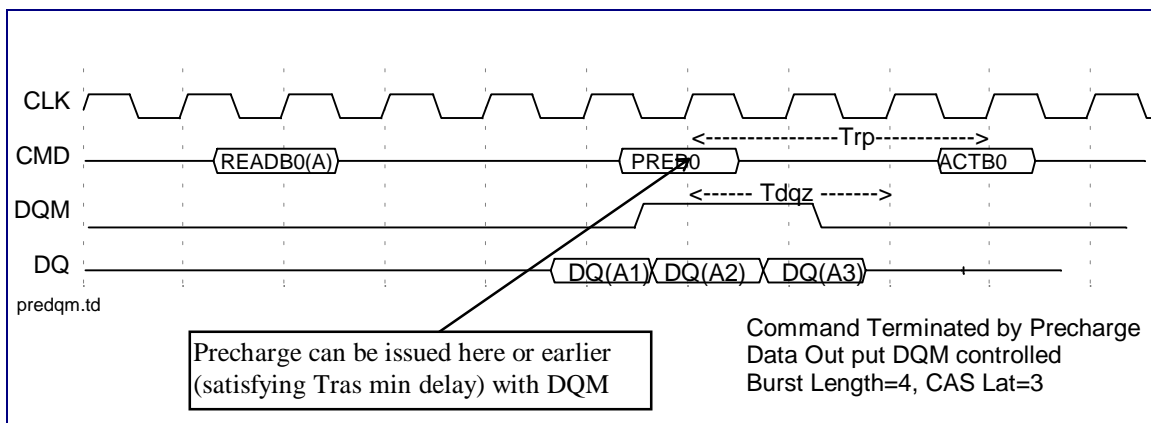 CLK
<--------------Trp---------->
CMD
READB0(A)
PREB0
ACTB0
<------ Tdqz ------->
DQM
DQ
DQ(A1)
DQ(A2)
DQ(A3)
predqm.td
Precharge can be issued here or earlier
(satisfying Tras min delay) with DQM
Command Terminated by Precharge
Data Out put DQM controlled
Burst Length=4, CAS Lat=3